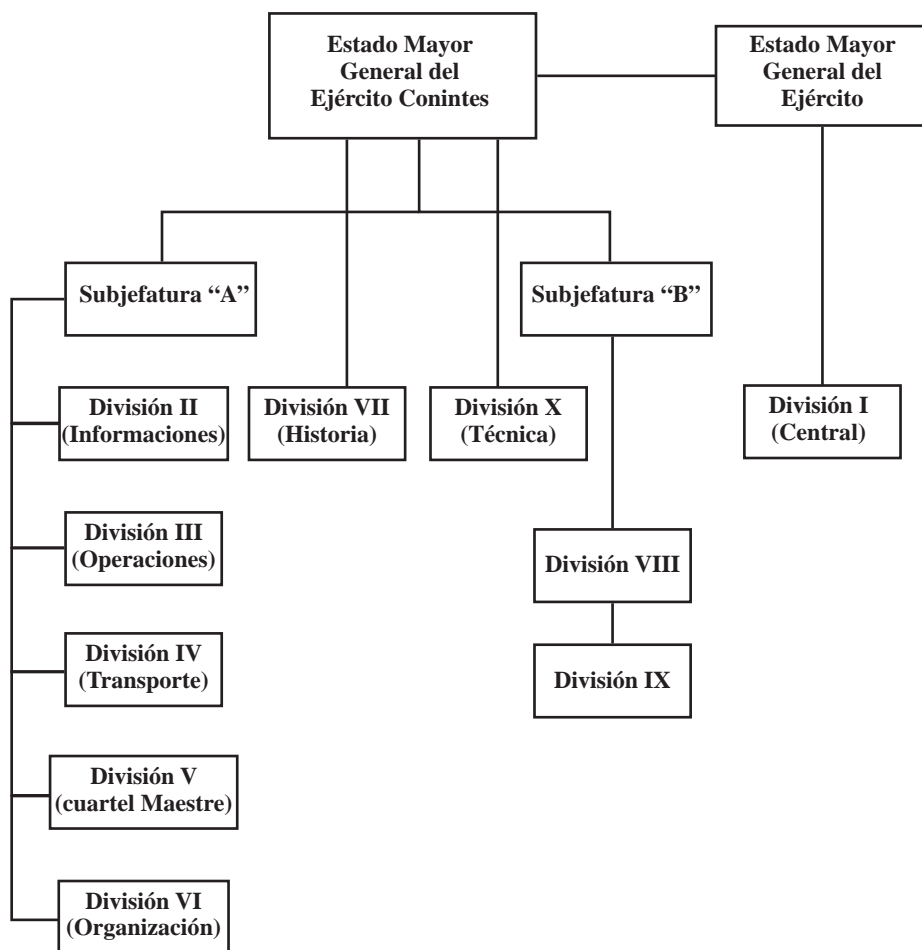 Estado Mayor
General del
Ejército Conintes
Estado Mayor
General del
Ejército
Subjefatura “A”
Subjefatura “B”
División II
(Informaciones)
División VII
(Historia)
División X
(Técnica)
División I
(Central)
División III
(Operaciones)
División VIII
División IV
(Transporte)
División IX
División V
(cuartel Maestre)
División VI
(Organización)